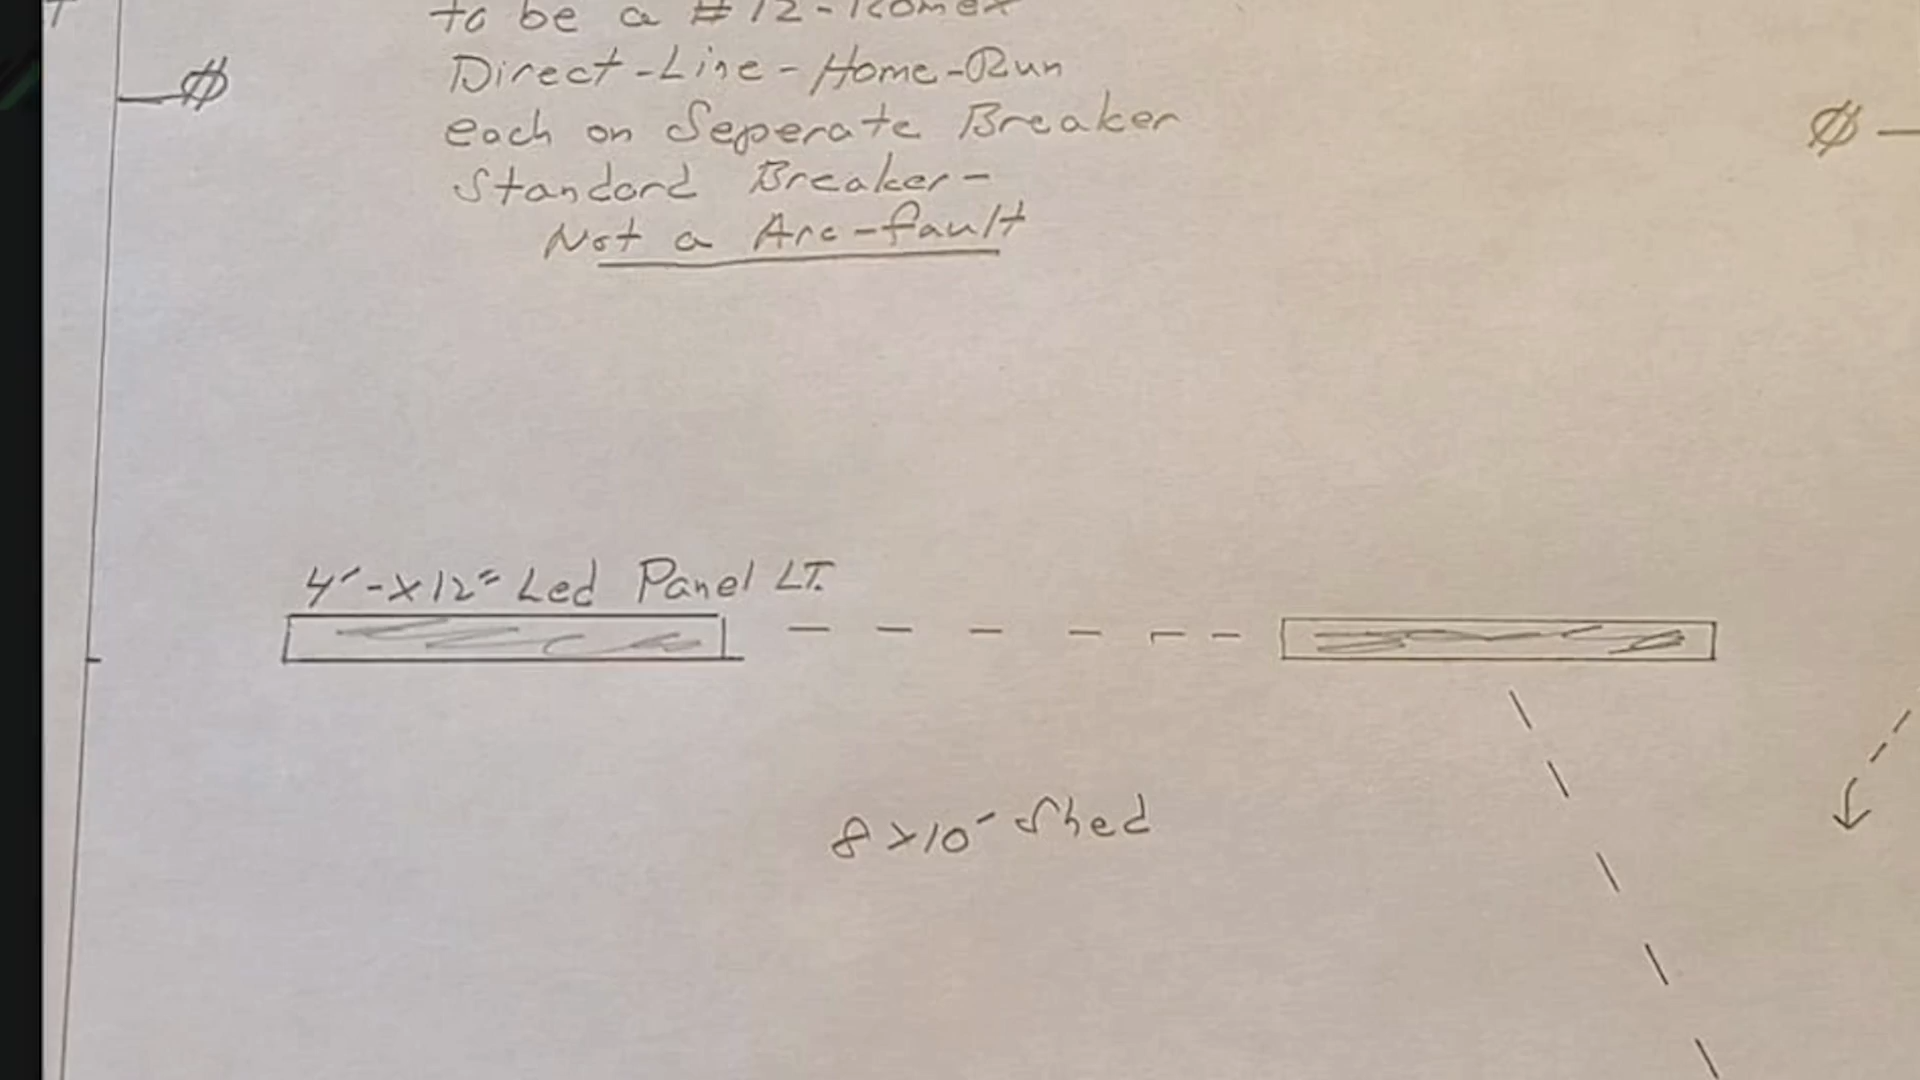 to be a #12-Romex
Direct-Line-Home-Run
each on Seperate Breaker
Standard Breaker-
Not a Arc-fault
4'-x12" Led Panel LT.
8x10' Shed